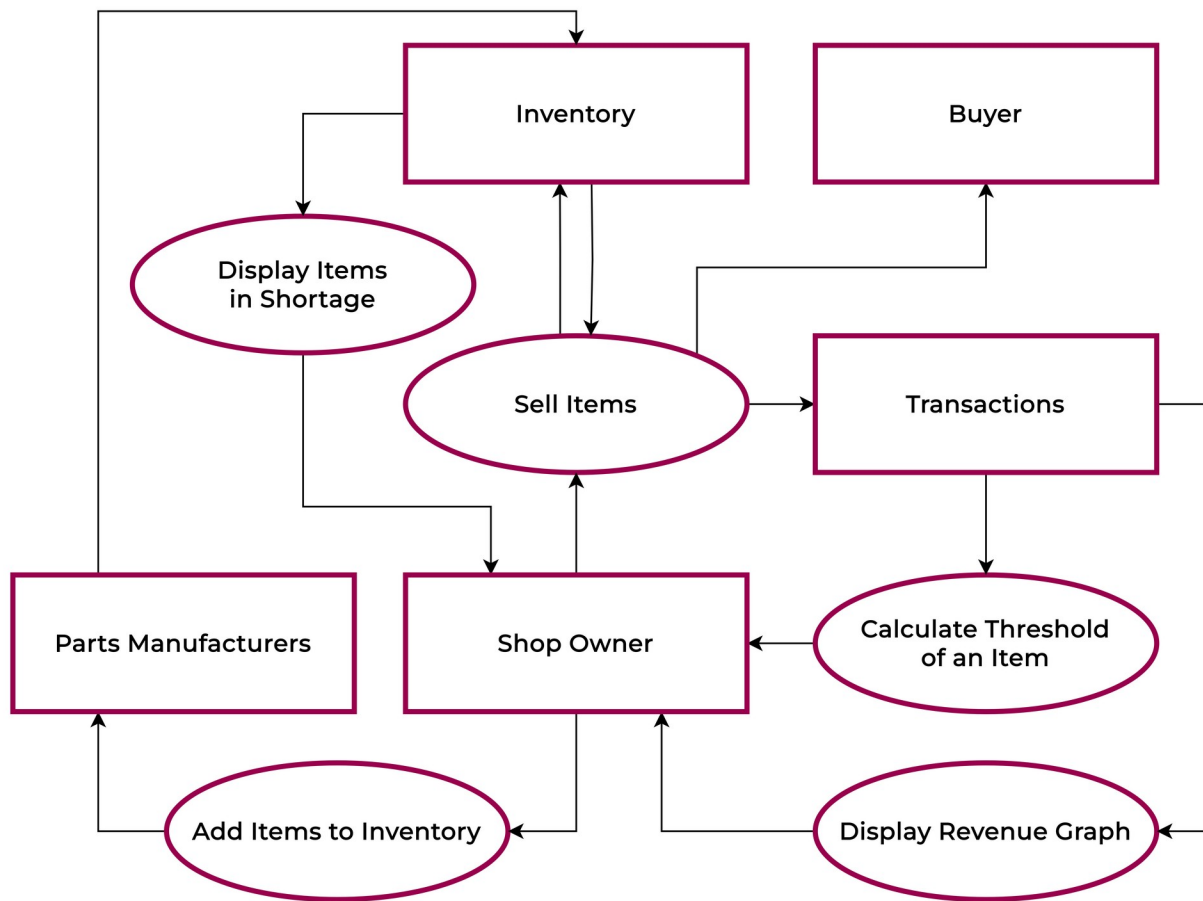 Inventory
Buyer
Display Items
in Shortage
Sell Items
Transactions
Parts Manufacturers
Shop Owner
Calculate Threshold
of an Item
Add Items to Inventory
Display Revenue Graph